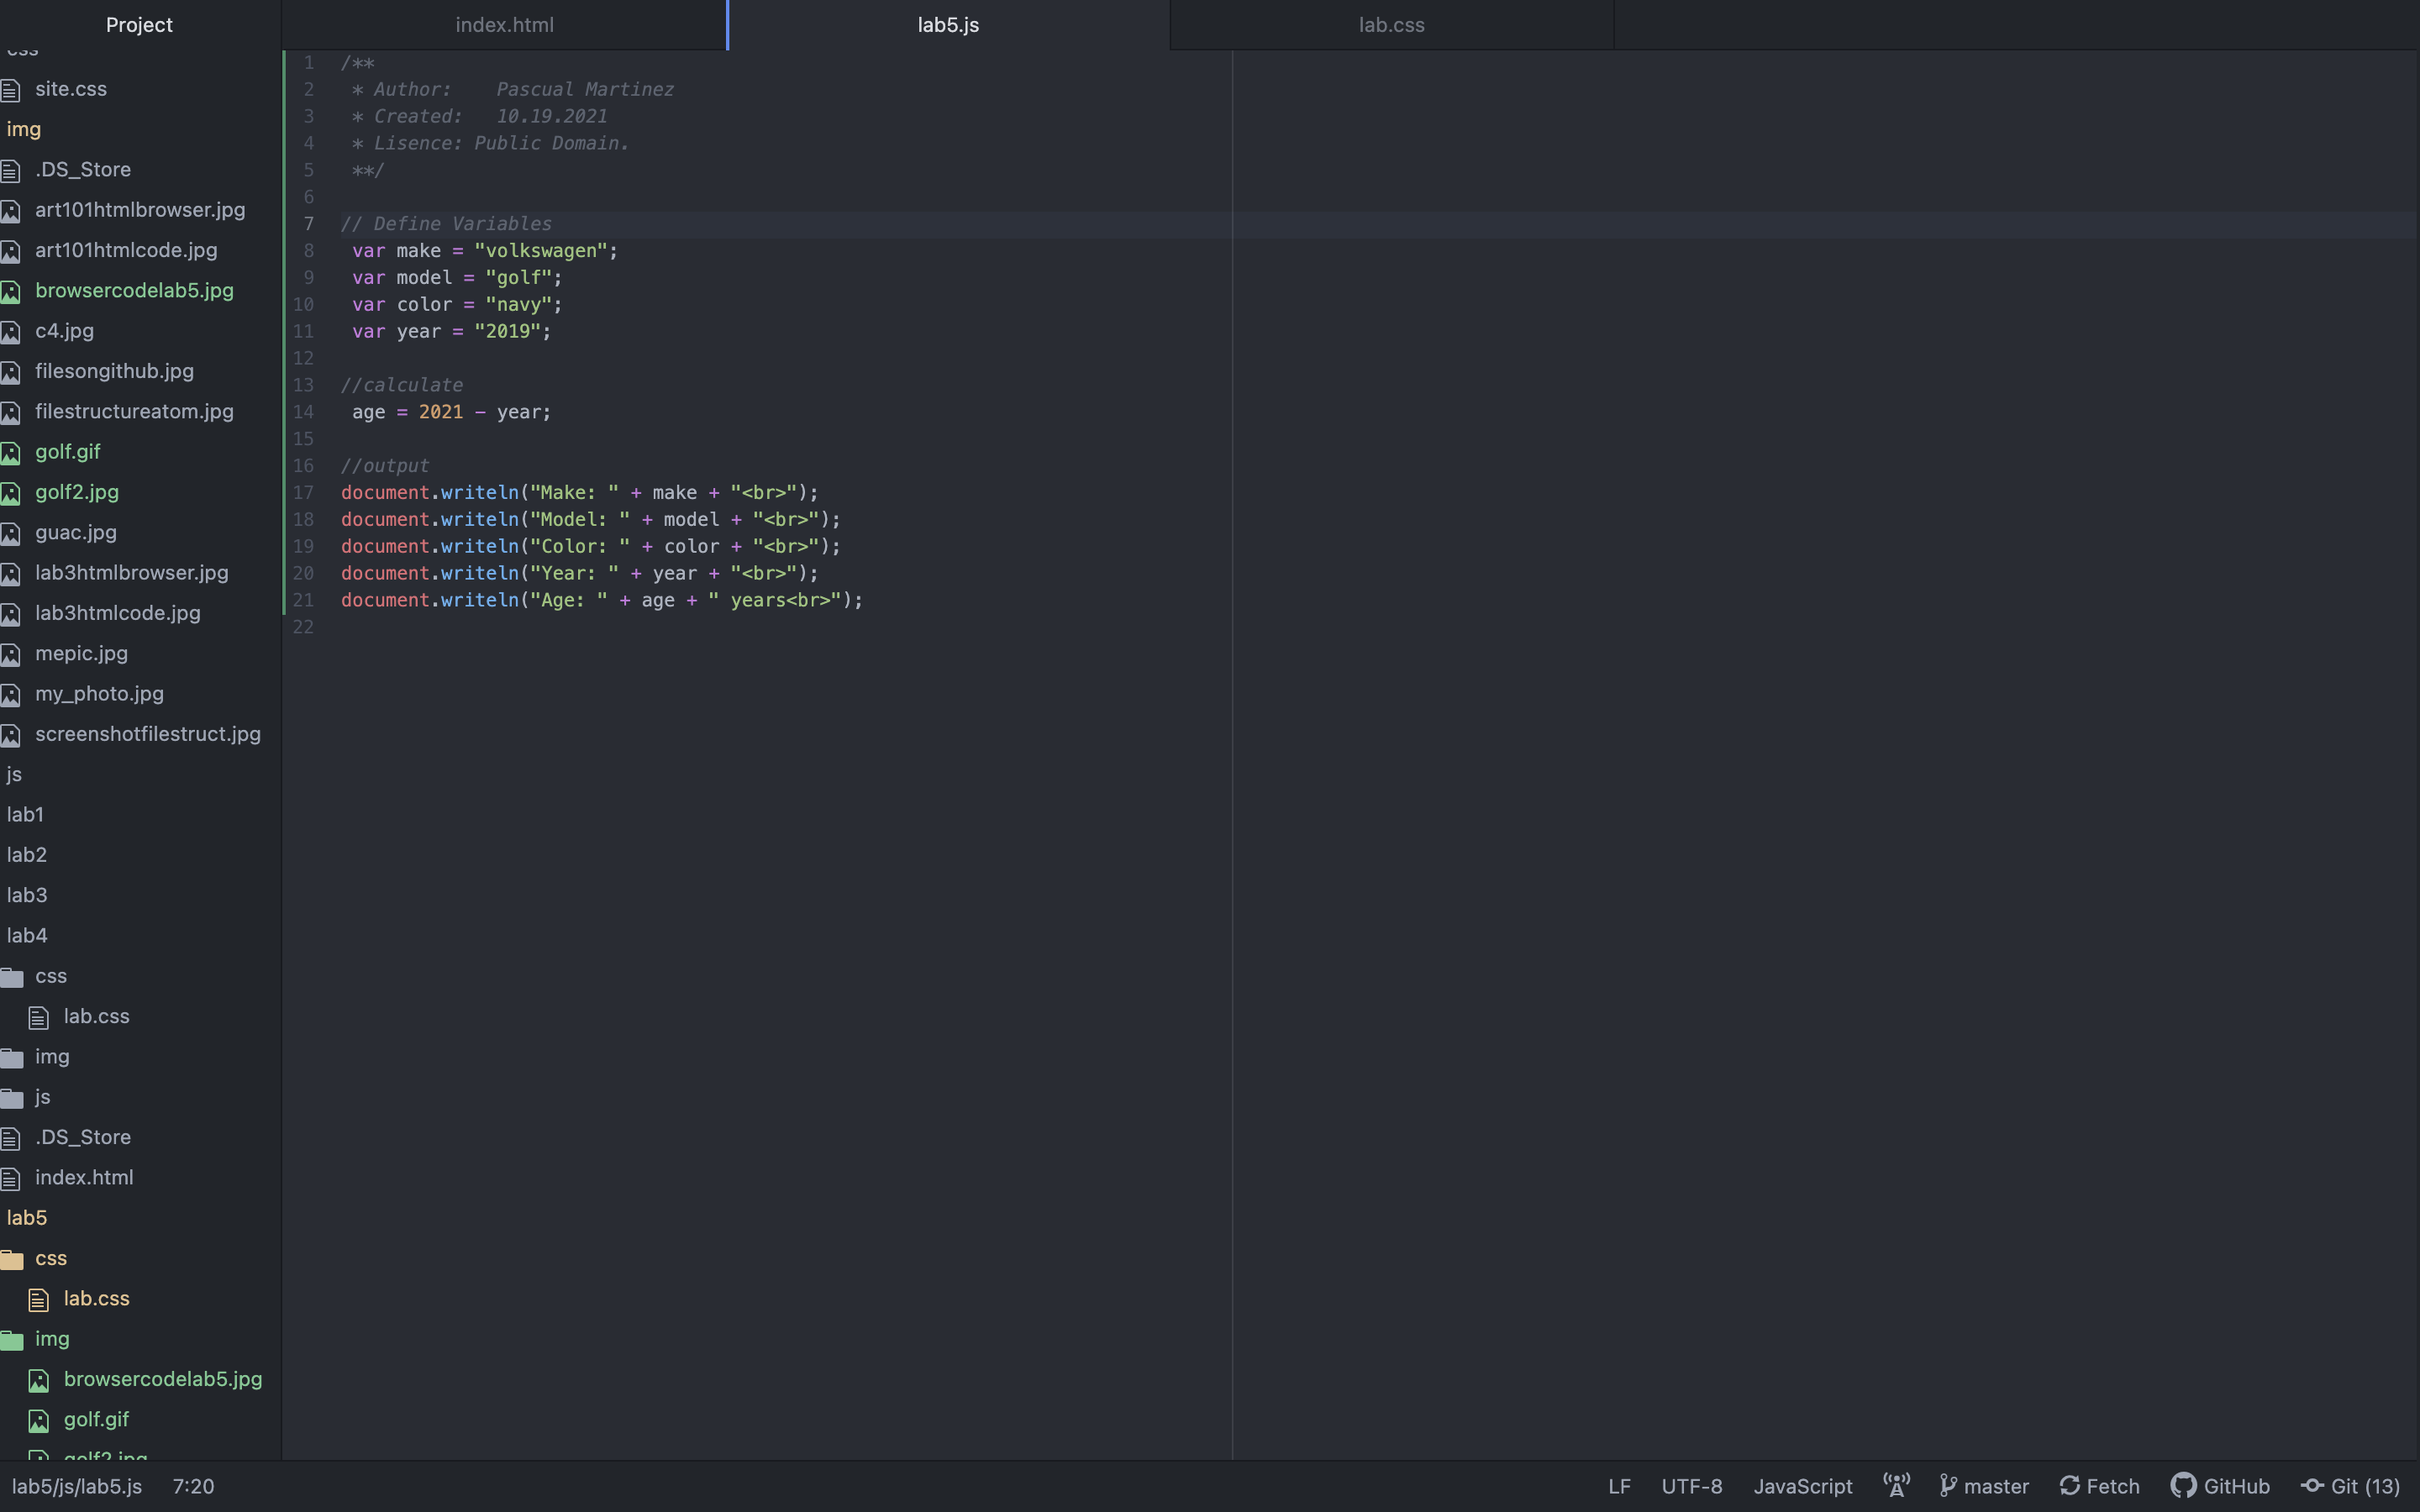 Project
index.html
lab5.js
lab.css
css
site.css
img
.DS_Store
art101htmlbrowser.jpg
art101htmlcode.jpg
browsercodelab5.jpg
c4.jpg
filesongithub.jpg
filestructureatom.jpg
golf.gif
golf2.jpg
guac.jpg
lab3htmlbrowser.jpg
lab3htmlcode.jpg
mepic.jpg
my_photo.jpg
screenshotfilestruct.jpg
js
lab1
lab2
lab3
lab4
css
lab.css
img
js
.DS_Store
index.html
lab5
css
lab.css
img
browsercodelab5.jpg
golf.gif
golf2.jpg
1 /**
2  * Author:    Pascual Martinez
3  * Created:   10.19.2021
4  * Lisence: Public Domain.
5  **/
6
7 // Define Variables
8  var make = "volkswagen";
9  var model = "golf";
10  var color = "navy";
11  var year = "2019";
12
13 //calculate
14  age = 2021 - year;
15
16 //output
17 document.writeln("Make: " + make + "<br>");
18 document.writeln("Model: " + model + "<br>");
19 document.writeln("Color: " + color + "<br>");
20 document.writeln("Year: " + year + "<br>");
21 document.writeln("Age: " + age + " years<br>");
22
lab5/js/lab5.js 7:20 LF UTF-8 JavaScript master Fetch GitHub Git (13)